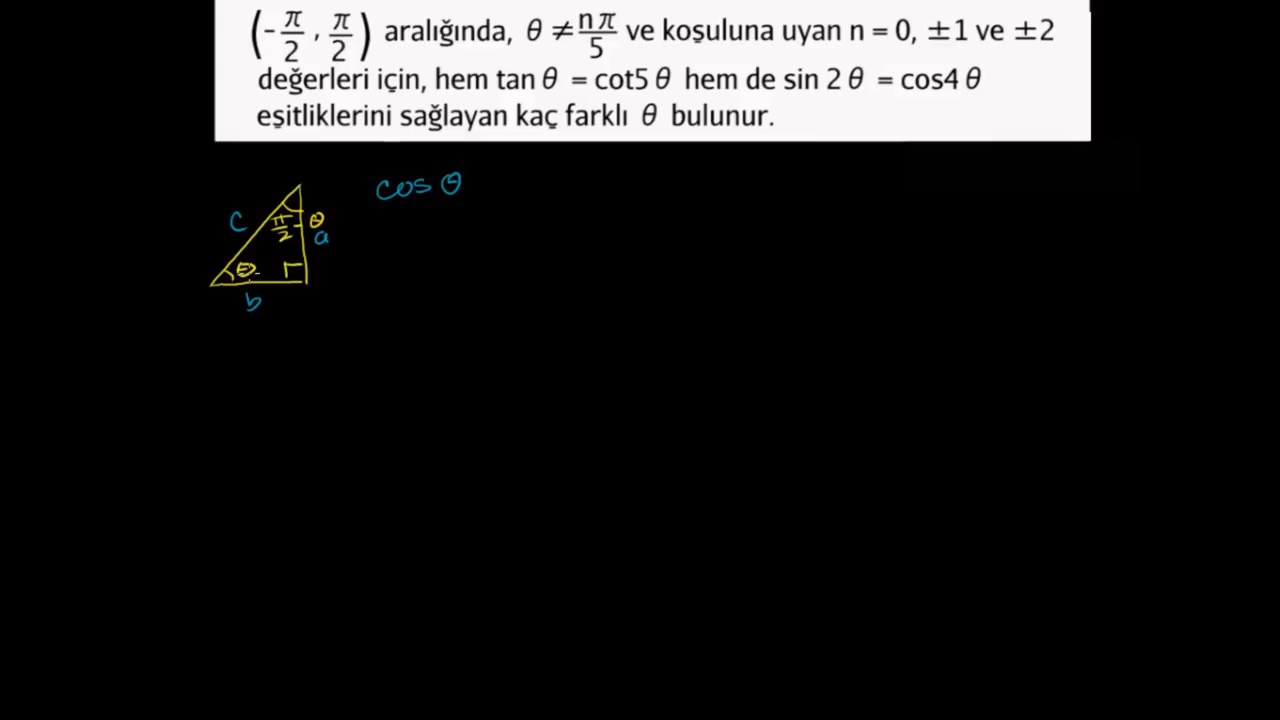 (-π/2, π/2) aralığında, θ ≠ nπ/5 ve koşuluna uyan n = 0, ±1 ve ±2
değerleri için, hem tan θ = cot5 θ hem de sin 2 θ = cos4 θ
eşitliklerini sağlayan kaç farklı θ bulunur.
cos θ
c π/2 - θ
a
θ
b